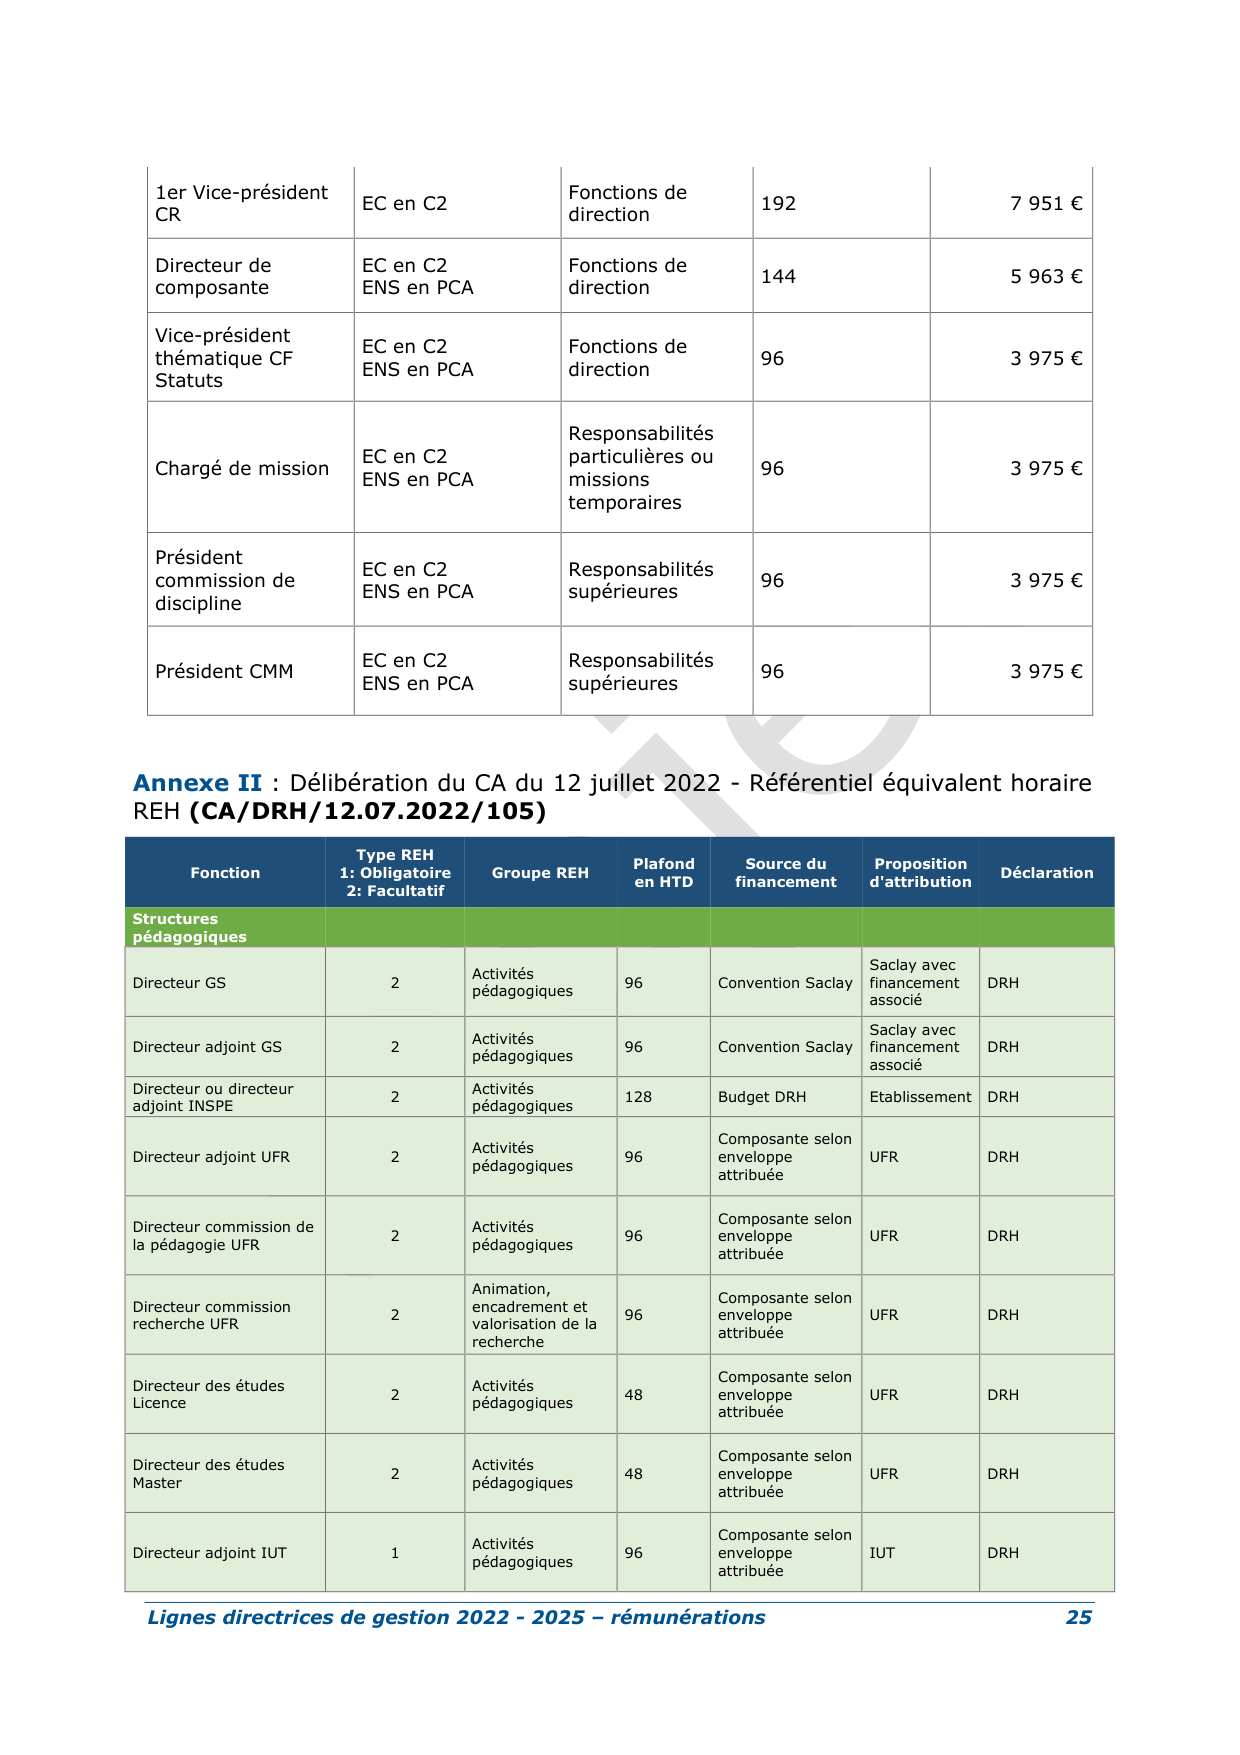 1er Vice-président
CR
EC en C2
Fonctions de
direction
192
7 951 €
Directeur de
composante
EC en C2
ENS en PCA
Fonctions de
direction
144
5 963 €
Vice-président
thématique CF
Statuts
EC en C2
ENS en PCA
Fonctions de
direction
96
3 975 €
Chargé de mission
EC en C2
ENS en PCA
Responsabilités
particulières ou
missions
temporaires
96
3 975 €
Président
commission de
discipline
EC en C2
ENS en PCA
Responsabilités
supérieures
96
3 975 €
Président CMM
EC en C2
ENS en PCA
Responsabilités
supérieures
96
3 975 €
Annexe II : Délibération du CA du 12 juillet 2022 - Référentiel équivalent horaire
REH (CA/DRH/12.07.2022/105)
Fonction
Type REH
1: Obligatoire
2: Facultatif
Groupe REH
Plafond
en HTD
Source du
financement
Proposition
d'attribution
Déclaration
Structures
pédagogiques
Directeur GS
2
Activités
pédagogiques
96
Convention Saclay
Saclay avec
financement
associé
DRH
Directeur adjoint GS
2
Activités
pédagogiques
96
Convention Saclay
Saclay avec
financement
associé
DRH
Directeur ou directeur
adjoint INSPE
2
Activités
pédagogiques
128
Budget DRH
Etablissement
DRH
Directeur adjoint UFR
2
Activités
pédagogiques
96
Composante selon
enveloppe
attribuée
UFR
DRH
Directeur commission de
la pédagogie UFR
2
Activités
pédagogiques
96
Composante selon
enveloppe
attribuée
UFR
DRH
Directeur commission
recherche UFR
2
Animation,
encadrement et
valorisation de la
recherche
96
Composante selon
enveloppe
attribuée
UFR
DRH
Directeur des études
Licence
2
Activités
pédagogiques
48
Composante selon
enveloppe
attribuée
UFR
DRH
Directeur des études
Master
2
Activités
pédagogiques
48
Composante selon
enveloppe
attribuée
UFR
DRH
Directeur adjoint IUT
1
Activités
pédagogiques
96
Composante selon
enveloppe
attribuée
IUT
DRH
Lignes directrices de gestion 2022 - 2025 – rémunérations 25